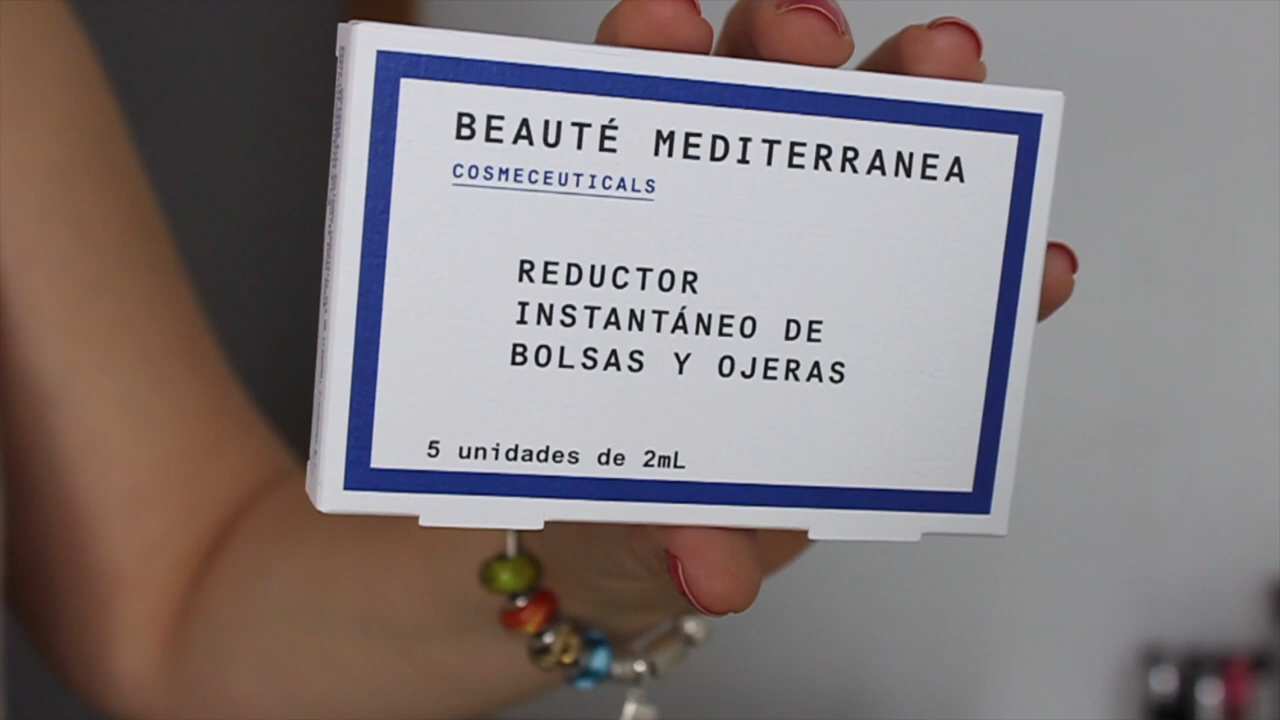 BEAUTÉ MEDITERRANEA
COSMECEUTICALS
REDUCTOR
INSTANTÁNEO DE
BOLSAS Y OJERAS
5 unidades de 2mL